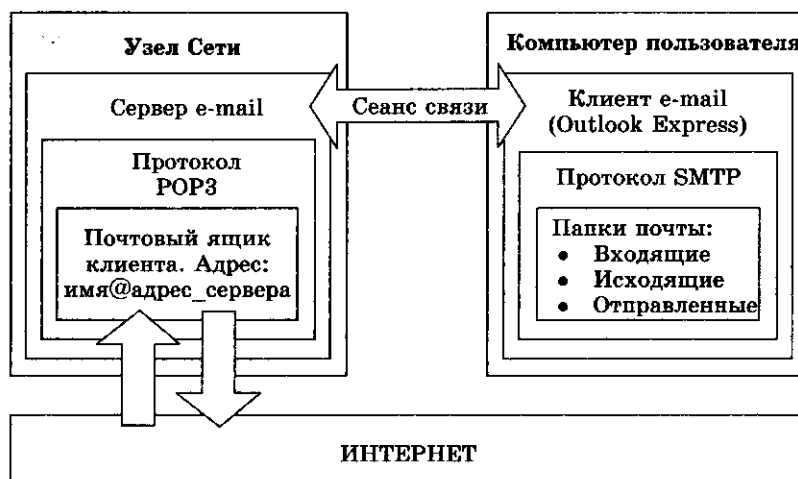 Узел Сети
Сервер e-mail
Протокол
POP3
Почтовый ящик
клиента. Адрес:
имя@адрес_сервера
Сеанс связи
Компьютер пользователя
Клиент e-mail
(Outlook Express)
Протокол SMTP
Папки почты:
● Входящие
● Исходящие
● Отправленные
ИНТЕРНЕТ